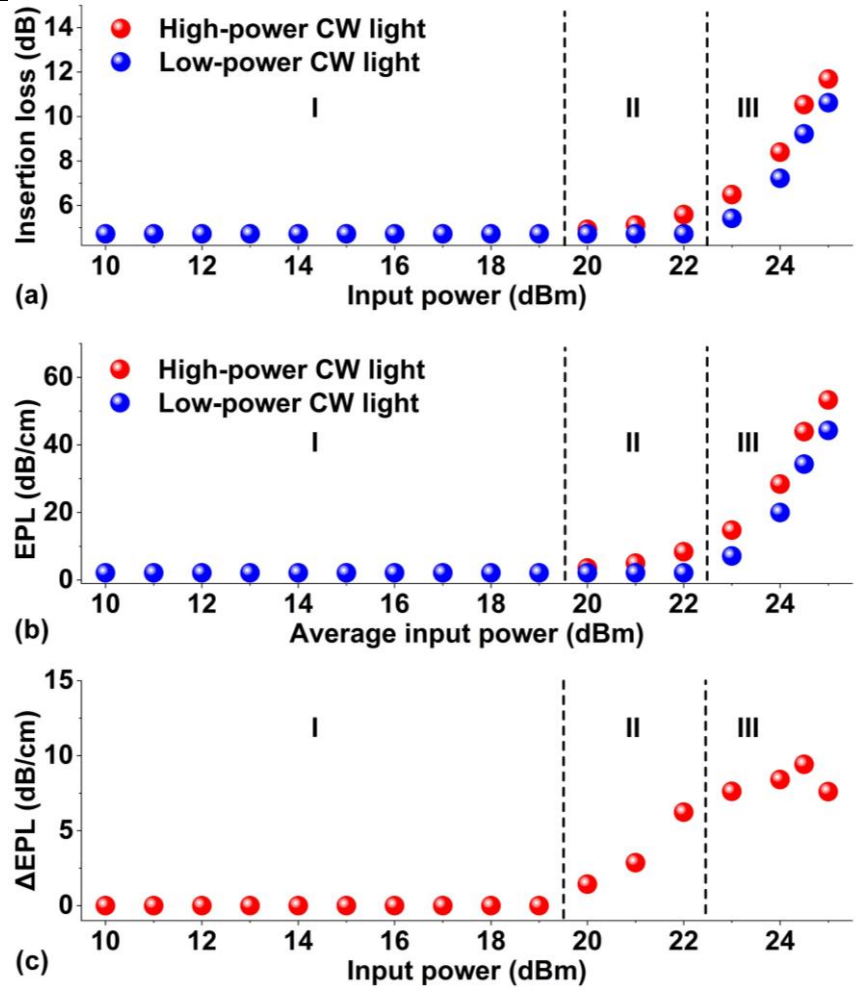 Insertion loss (dB)
14
12
10
8
6
High-power CW light
Low-power CW light
I
II
III
10
12
14
16
18
20
22
24
(a)
Input power (dBm)
EPL (dB/cm)
60
40
20
0
High-power CW light
Low-power CW light
I
II
III
10
12
14
16
18
20
22
24
(b)
Average input power (dBm)
ΔEPL (dB/cm)
15
10
5
0
I
II
III
10
12
14
16
18
20
22
24
(c)
Input power (dBm)